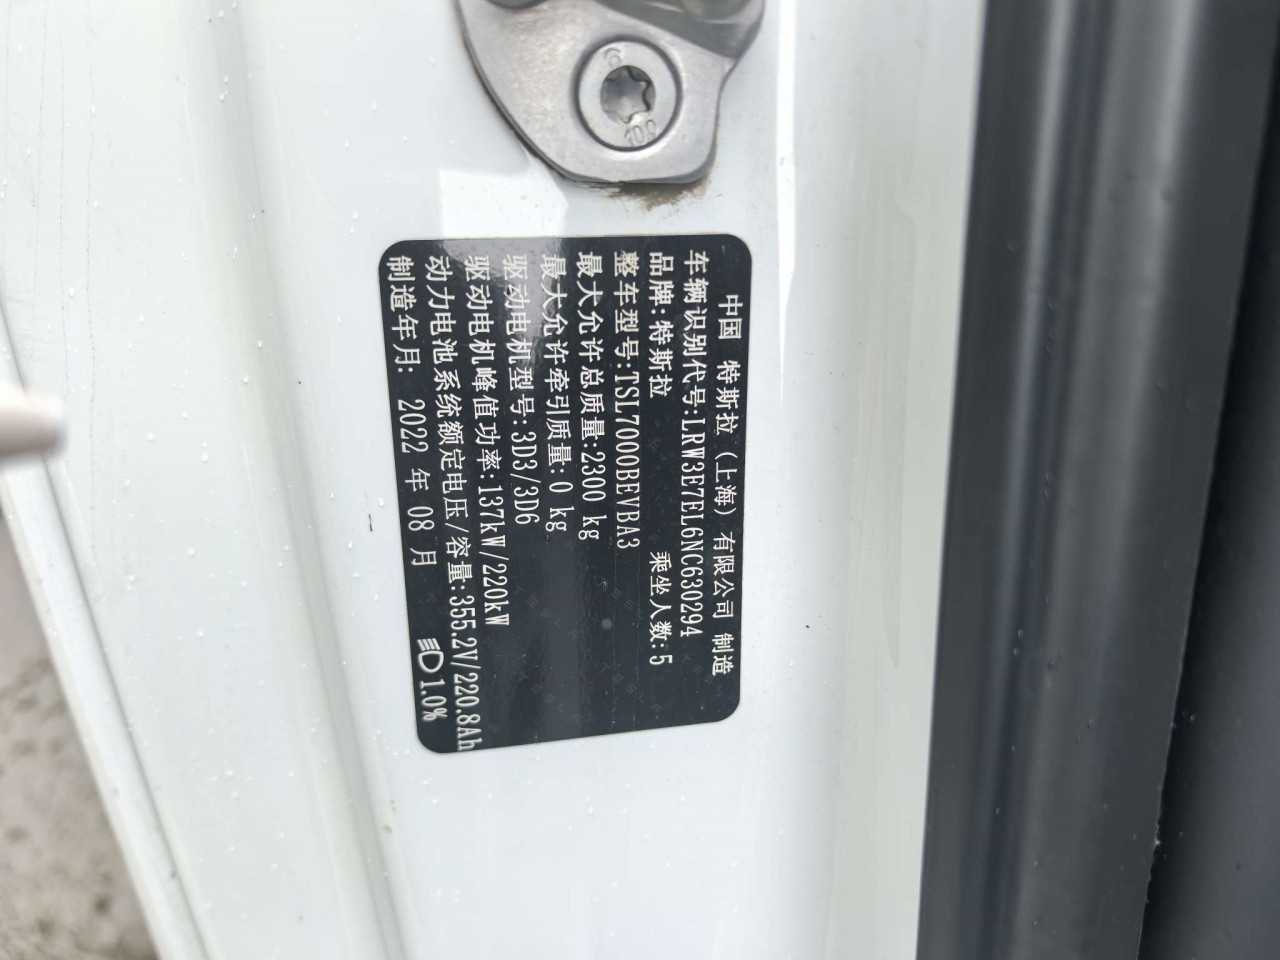 中国 特斯拉（上海）有限公司 制造
车辆识别代号:LRW3E7EL6NC630294
品牌:特斯拉 乘坐人数:5
整车型号:TSL7000BEVBA3
最大允许总质量:2300 kg
最大允许牵引质量:0 kg
驱动电机型号:3D3/3D6
驱动电机峰值功率:137kW/220kW
动力电池系统额定电压/容量:355.2V/220.8Ah
制造年月: 2022 年 08 月 1.0%